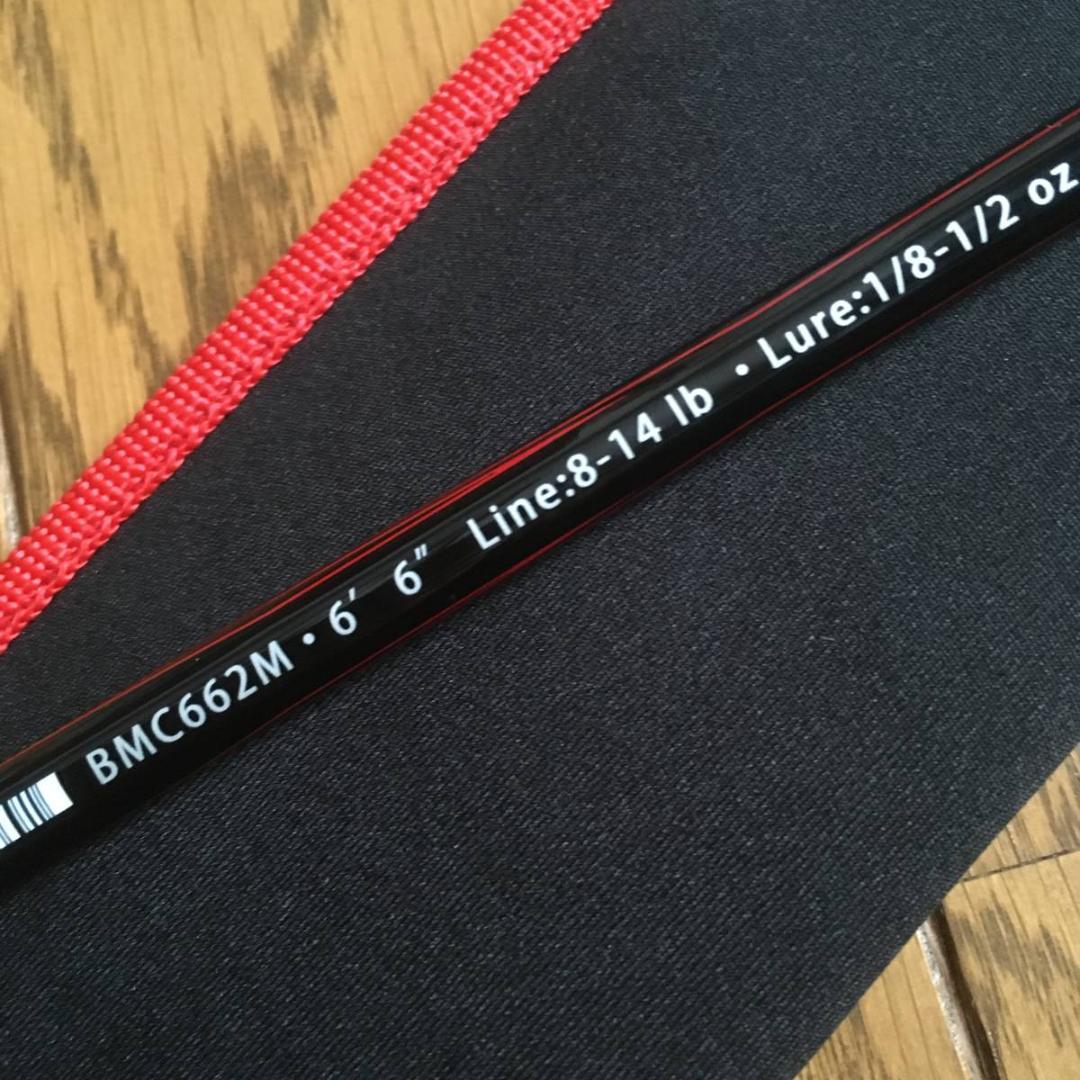 BMC662M • 6′ 6″ Line:8-14 lb • Lure:1/8-1/2 oz